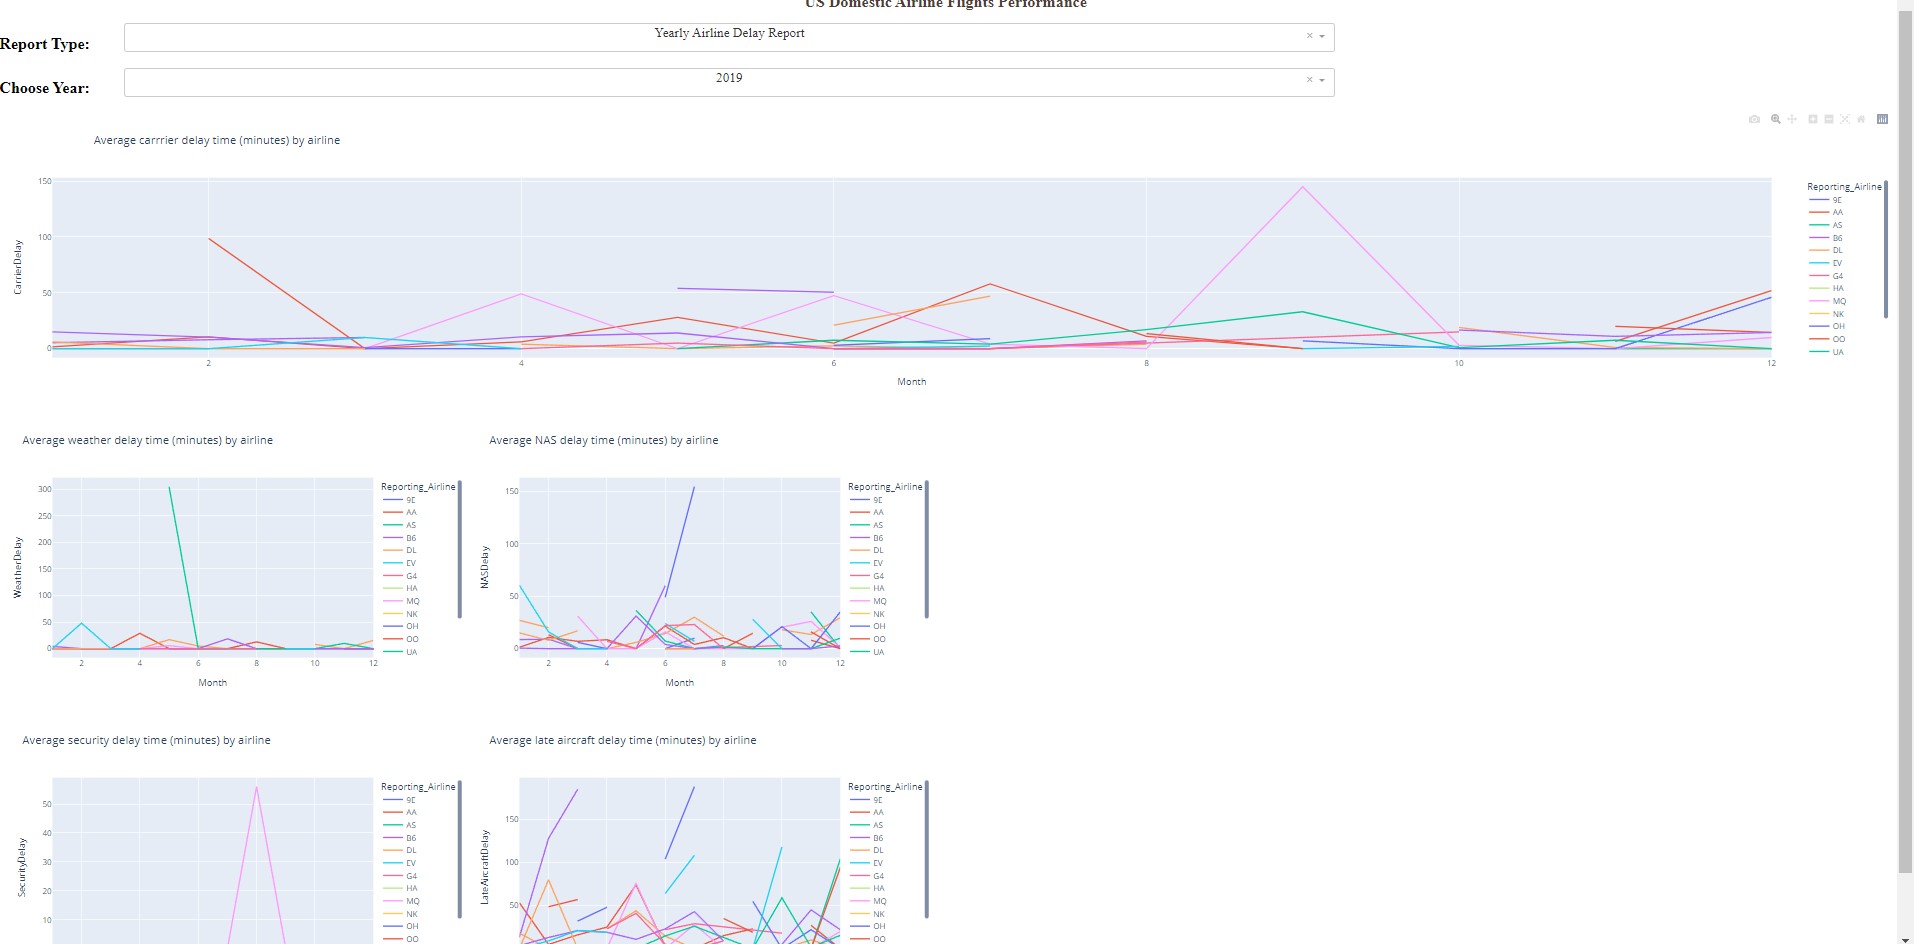 US Domestic Airline Flights Performance
Report Type:
Yearly Airline Delay Report
× 
Choose Year:
2019
×
Average carrrier delay time (minutes) by airline
150
100
50
0
CarrierDelay
2
4
6
8
10
12
Month
Reporting_Airline
9E
AA
AS
B6
DL
EV
G4
HA
MQ
NK
OH
OO
UA
Average weather delay time (minutes) by airline
300
250
200
150
100
50
0
WeatherDelay
2
4
6
8
10
12
Month
Reporting_Airline
9E
AA
AS
B6
DL
EV
G4
HA
MQ
NK
OH
OO
UA
Average NAS delay time (minutes) by airline
150
100
50
0
NASDelay
2
4
6
8
10
12
Month
Reporting_Airline
9E
AA
AS
B6
DL
EV
G4
HA
MQ
NK
OH
OO
UA
Average security delay time (minutes) by airline
50
40
30
20
10
SecurityDelay
Reporting_Airline
9E
AA
AS
B6
DL
EV
G4
HA
MQ
NK
OH
OO
Average late aircraft delay time (minutes) by airline
150
100
50
LateAircraftDelay
Reporting_Airline
9E
AA
AS
B6
DL
EV
G4
HA
MQ
NK
OH
OO